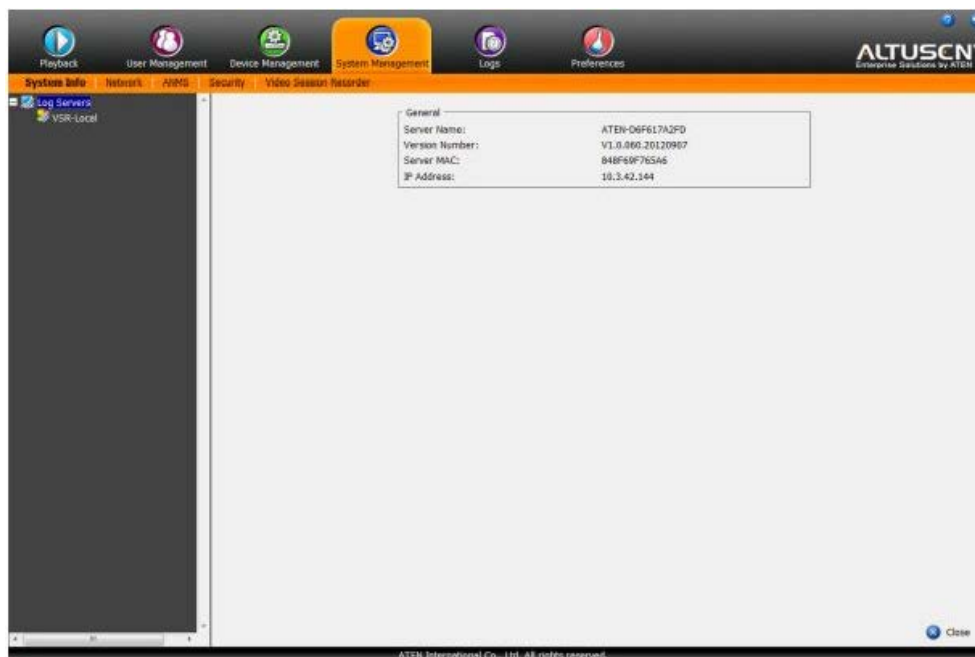 Playback User Management Device Management System Management Logs Preferences
ALTUSCN
Enterprise Solutions by ATEN
System Info Network ANMS Security Video Session Recorder
Log Servers
VSR-Local
General
Server Name: ATEN-D6F617A2FD
Version Number: V1.0.060.20120907
Server MAC: 848F69F765A6
IP Address: 10.3.42.144
Close
ATEN International Co., Ltd. All rights reserved.